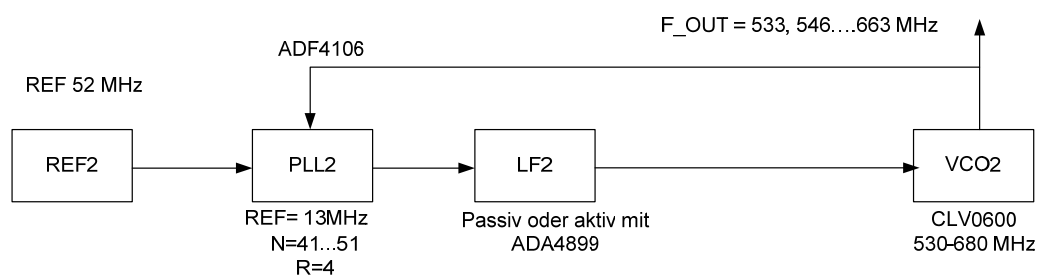 F_OUT = 533, 546....663 MHz
ADF4106
REF 52 MHz
REF2
PLL2
LF2
VCO2
REF= 13MHz
N=41...51
R=4
Passiv oder aktiv mit
ADA4899
CLV0600
530-680 MHz